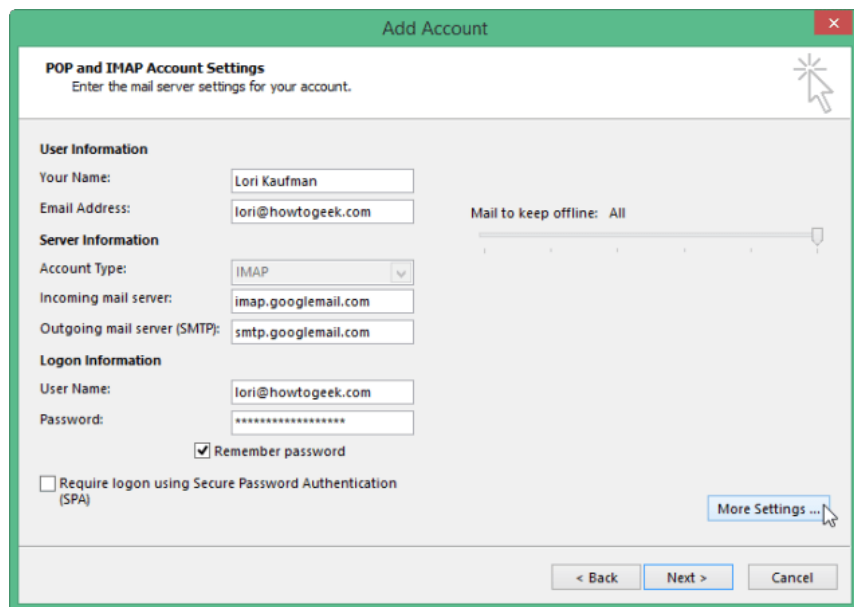 Add Account
POP and IMAP Account Settings
Enter the mail server settings for your account.
User Information
Your Name: Lori Kaufman
Email Address: lori@howtogeek.com
Mail to keep offline: All
Server Information
Account Type: IMAP
Incoming mail server: imap.googlemail.com
Outgoing mail server (SMTP): smtp.googlemail.com
Logon Information
User Name: lori@howtogeek.com
Password: ******************
Remember password
Require logon using Secure Password Authentication
(SPA)
More Settings ...
< Back Next > Cancel